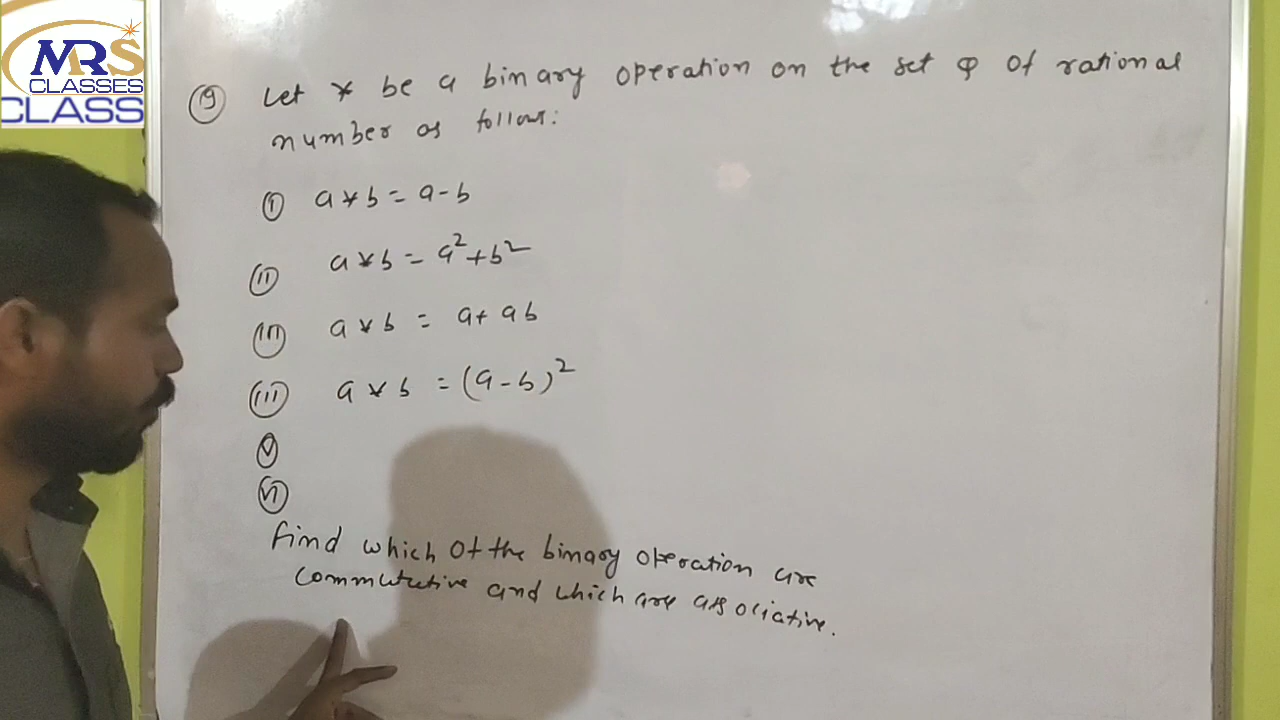 MRS
CLASSES
CLASS
(9) Let * be a binary operation on the set Q of rational
number as follows:
(i) a * b = a - b
(ii) a * b = a² + b²
(iii) a * b = a + ab
(iii) a * b = (a - b)²
(V)
(VI)
Find which of the binary operation are
commutative and which are associative.